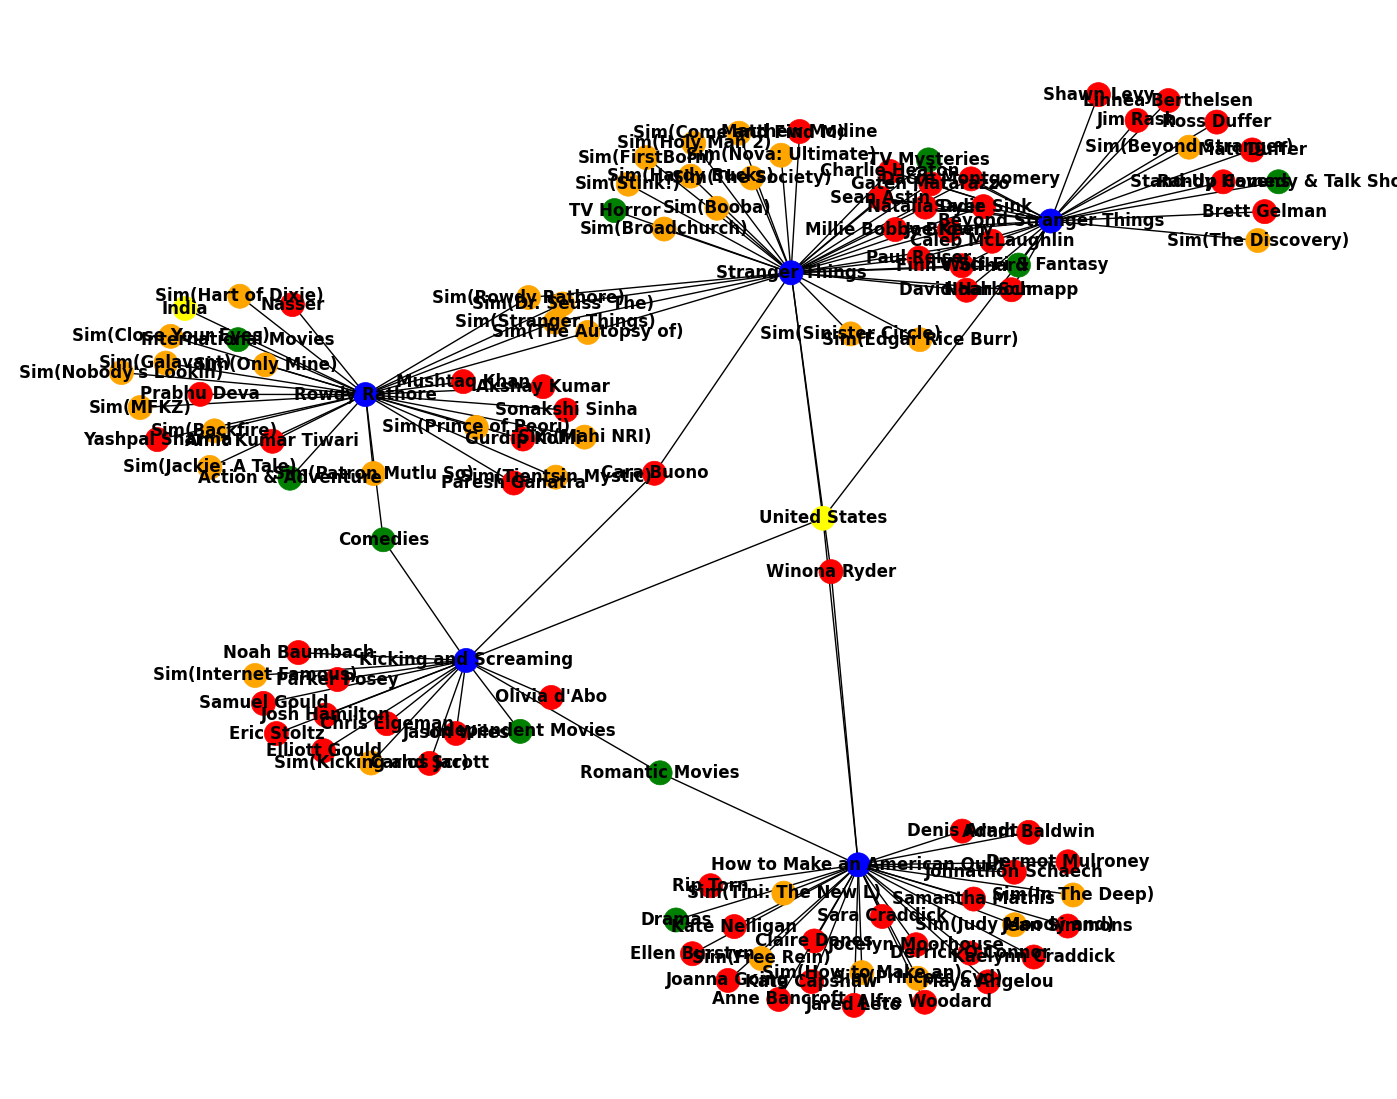 Shawn Levy
Linnea Berthelsen
Jim Rash
Ross Duffer
Sim(Come and Find M)
Matthew Modine
Sim(Holy Man 2)
Sim(Beyond Stranger)
Matt Duffer
Sim(FirstBorn)
Sim(Nova: Ultimate)
TV Mysteries
Charlie Heaton
Sim(The Society)
Sim(Stink!)
Gaten Matarazzo
Dacre Montgomery
Stand-Up Comedy & Talk Sho
Sean Astin
TV Horror
Sim(Booba)
Natalia Dyer
Sadie Sink
Brett Gelman
Sim(Broadchurch)
Millie Bobby Brown
Joe Keery
Beyond Stranger Things
Caleb McLaughlin
Sim(The Discovery)
Paul Reiser
Finn Wolfhard
Stranger Things
David Harbour
Noah Schnapp
Sim(Hart of Dixie)
India
Nasser
Sim(Rowdy Rathore)
Sim(Dr. Seuss' The)
Sim(Stranger Things)
Sim(The Autopsy of)
Sim(Sinister Circle)
Sim(Edgar Rice Burr)
Sim(Close Your Eyes)
International Movies
Sim(Galavant)
Sim(Only Mine)
Sim(Nobody's Lookin)
Mushtaq Khan
Akshay Kumar
Prabhu Deva
Rowdy Rathore
Sim(MFKZ)
Sonakshi Sinha
Sim(Prince of Peori)
Sim(Backfire)
Yashpal Sharma
Amit Kumar Tiwari
Gurdip Kohli
Sim(Mahi NRI)
Sim(Jackie: A Tale)
Action & Adventure
Sim(Patron Mutlu So)
Sim(Tientsin Mystic)
Paresh Ganatra
Cara Buono
United States
Comedies
Winona Ryder
Noah Baumbach
Kicking and Screaming
Sim(Internet Famous)
Parker Posey
Samuel Gould
Olivia d'Abo
Josh Hamilton
Chris Eigeman
Eric Stoltz
Jason Wiles
Independent Movies
Elliott Gould
Sim(Kicking and Scr)
Carlos Jacott
Romantic Movies
Denis Arndt
Adam Baldwin
How to Make an American Quilt
Dermot Mulroney
Johnathon Schaech
Rip Torn
Sim(Tini: The New L)
Sim(In The Deep)
Samantha Mathis
Dramas
Sara Craddick
Kate Nelligan
Sim(Judy Moody and)
Jean Simmons
Claire Danes
Jocelyn Moorhouse
Ellen Burstyn
Sim(Free Rein)
Derrick O'Connor
Kaelynn Craddick
Sim(How to Make an)
Joanna Going
Kate Capshaw
Maya Angelou
Anne Bancroft
Jared Leto
Alfre Woodard